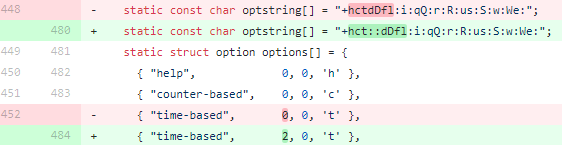 448 - static const char optstring[] = "+hctdDfl:i:qQ:r:R:us:S:w:We:";
480 + static const char optstring[] = "+hct::dDfl:i:qQ:r:R:us:S:w:We:";
449 481 static struct option options[] = {
450 482 { "help", 0, 0, 'h' },
451 483 { "counter-based", 0, 0, 'c' },
452 - { "time-based", 0, 0, 't' },
484 + { "time-based", 2, 0, 't' },